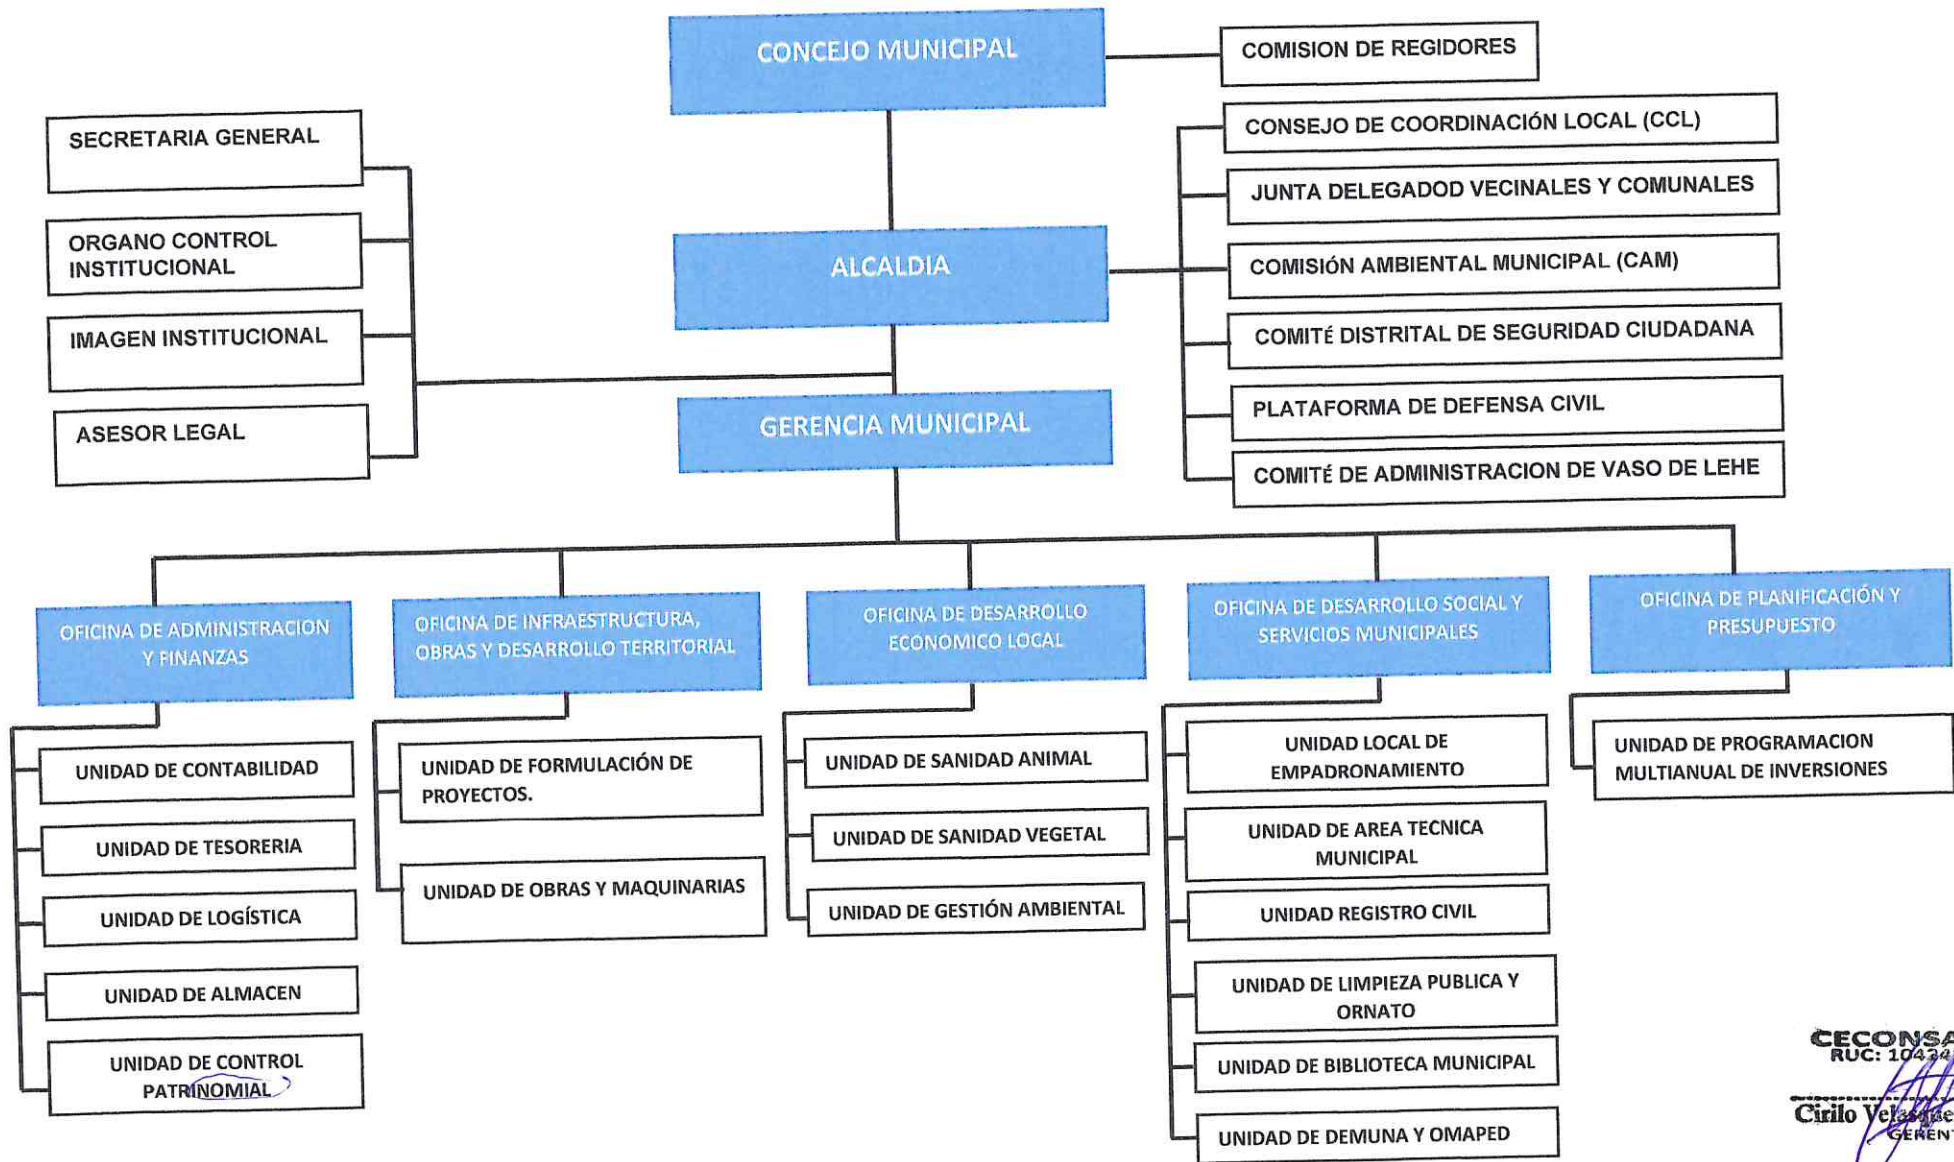 CONCEJO MUNICIPAL
COMISION DE REGIDORES
SECRETARIA GENERAL
ORGANO CONTROL
INSTITUCIONAL
IMAGEN INSTITUCIONAL
ASESOR LEGAL
ALCALDIA
CONSEJO DE COORDINACIÓN LOCAL (CCL)
JUNTA DELEGADOD VECINALES Y COMUNALES
COMISIÓN AMBIENTAL MUNICIPAL (CAM)
COMITÉ DISTRITAL DE SEGURIDAD CIUDADANA
PLATAFORMA DE DEFENSA CIVIL
COMITÉ DE ADMINISTRACION DE VASO DE LEHE
GERENCIA MUNICIPAL
OFICINA DE ADMINISTRACION
Y FINANZAS
UNIDAD DE CONTABILIDAD
UNIDAD DE TESORERIA
UNIDAD DE LOGÍSTICA
UNIDAD DE ALMACEN
UNIDAD DE CONTROL
PATRINOMIAL
OFICINA DE INFRAESTRUCTURA,
OBRAS Y DESARROLLO TERRITORIAL
UNIDAD DE FORMULACIÓN DE
PROYECTOS.
UNIDAD DE OBRAS Y MAQUINARIAS
OFICINA DE DESARROLLO
ECONOMICO LOCAL
UNIDAD DE SANIDAD ANIMAL
UNIDAD DE SANIDAD VEGETAL
UNIDAD DE GESTIÓN AMBIENTAL
OFICINA DE DESARROLLO SOCIAL Y
SERVICIOS MUNICIPALES
UNIDAD LOCAL DE
EMPADRONAMIENTO
UNIDAD DE AREA TECNICA
MUNICIPAL
UNIDAD REGISTRO CIVIL
UNIDAD DE LIMPIEZA PUBLICA Y
ORNATO
UNIDAD DE BIBLIOTECA MUNICIPAL
UNIDAD DE DEMUNA Y OMAPED
OFICINA DE PLANIFICACIÓN Y
PRESUPUESTO
UNIDAD DE PROGRAMACION
MULTIANUAL DE INVERSIONES
CECONSA
RUC:
Cirilo
GERENT